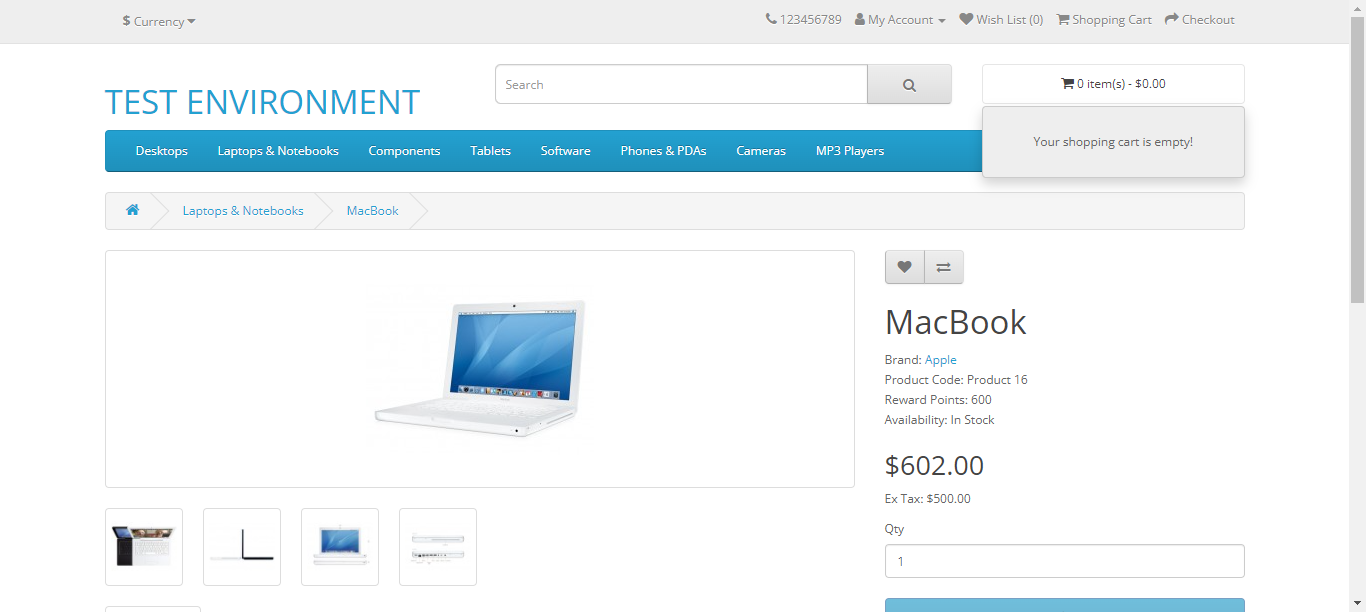 $ Currency
123456789 My Account Wish List (0) Shopping Cart Checkout
TEST ENVIRONMENT
Search
0 item(s) - $0.00
Your shopping cart is empty!
Desktops Laptops & Notebooks Components Tablets Software Phones & PDAs Cameras MP3 Players
Laptops & Notebooks MacBook
MacBook
Brand: Apple
Product Code: Product 16
Reward Points: 600
Availability: In Stock
$602.00
Ex Tax: $500.00
Qty
1